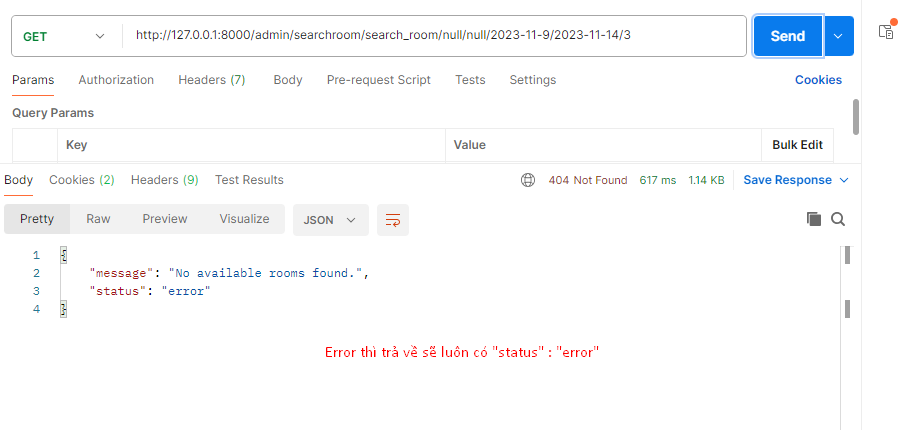 GET http://127.0.0.1:8000/admin/searchroom/search_room/null/null/2023-11-9/2023-11-14/3 Send
Params Authorization Headers (7) Body Pre-request Script Tests Settings Cookies
Query Params
Key Value Bulk Edit
Body Cookies (2) Headers (9) Test Results 404 Not Found 617 ms 1.14 KB Save Response
Pretty Raw Preview Visualize JSON
1 {
2 "message": "No available rooms found.",
3 "status": "error"
4 }
Error thì trả về sẽ luôn có "status" : "error"